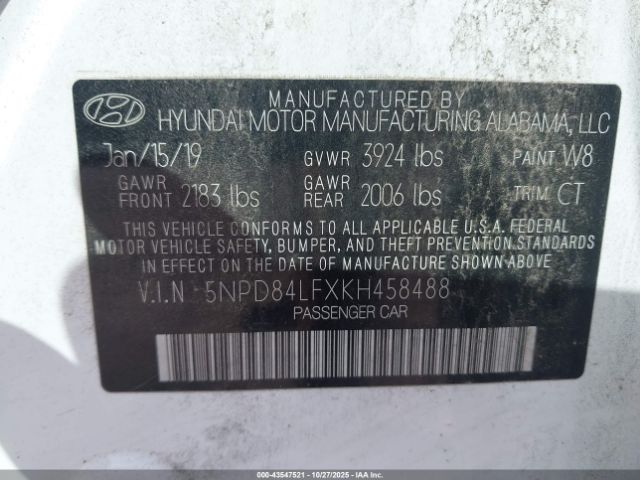 MANUFACTURED BY
HYUNDAI MOTOR MANUFACTURING ALABAMA, LLC
Jan/15/19 GVWR 3924 lbs PAINT W8
GAWR FRONT 2183 lbs GAWR REAR 2006 lbs TRIM CT
THIS VEHICLE CONFORMS TO ALL APPLICABLE U.S.A. FEDERAL
MOTOR VEHICLE SAFETY, BUMPER, AND THEFT PREVENTION STANDARDS
IN EFFECT ON THE DATE OF MANUFACTURE SHOWN ABOVE.
V.I.N 5NPD84LFXKH458488
PASSENGER CAR
000-43547521 - 10/27/2025 - IAAI.COM